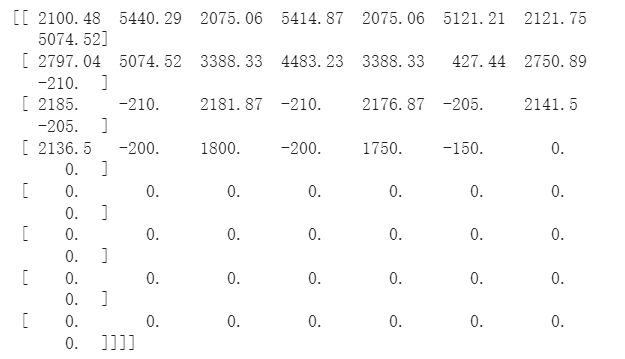 [[ 2100.48 5440.29 2075.06 5414.87 2075.06 5121.21 2121.75
5074.52]
[ 2797.04 5074.52 3388.33 4483.23 3388.33 427.44 2750.89
-210. ]
[ 2185. -210. 2181.87 -210. 2176.87 -205. 2141.5
-205. ]
[ 2136.5 -200. 1800. -200. 1750. -150. 0.
0. ]
[ 0. 0. 0. 0. 0. 0. 0.
0. ]
[ 0. 0. 0. 0. 0. 0. 0.
0. ]
[ 0. 0. 0. 0. 0. 0. 0.
0. ]
[ 0. 0. 0. 0. 0. 0. 0.
0. ]]]]